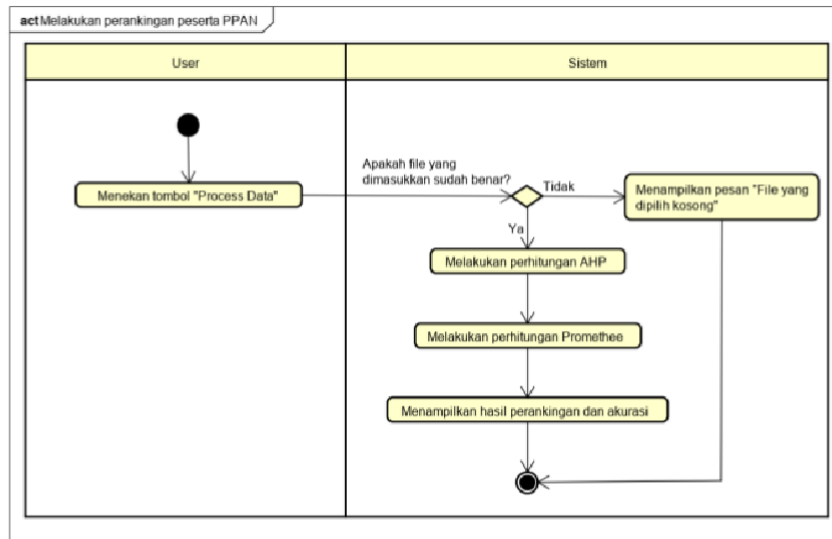 act Melakukan perankingan peserta PPAN
User
Sistem
Apakah file yang
dimasukkan sudah benar?
Menekan tombol "Process Data"
Tidak
Menampilkan pesan "File yang
dipilih kosong"
Ya
Melakukan perhitungan AHP
Melakukan perhitungan Promethee
Menampilkan hasil perankingan dan akurasi